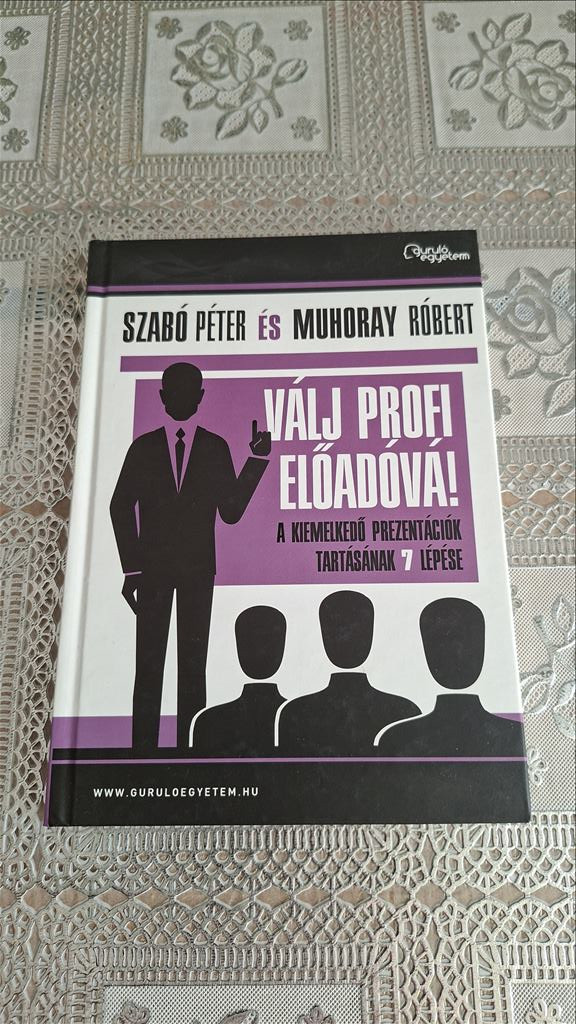 guruló
egyetem
SZABÓ PÉTER ÉS MUHORAY RÓBERT
VÁLJ PROFI
ELŐADÓVÁ!
A KIEMELKEDŐ PREZENTÁCIÓK
TARTÁSÁNAK 7 LÉPÉSE
WWW.GURULOEGYETEM.HU